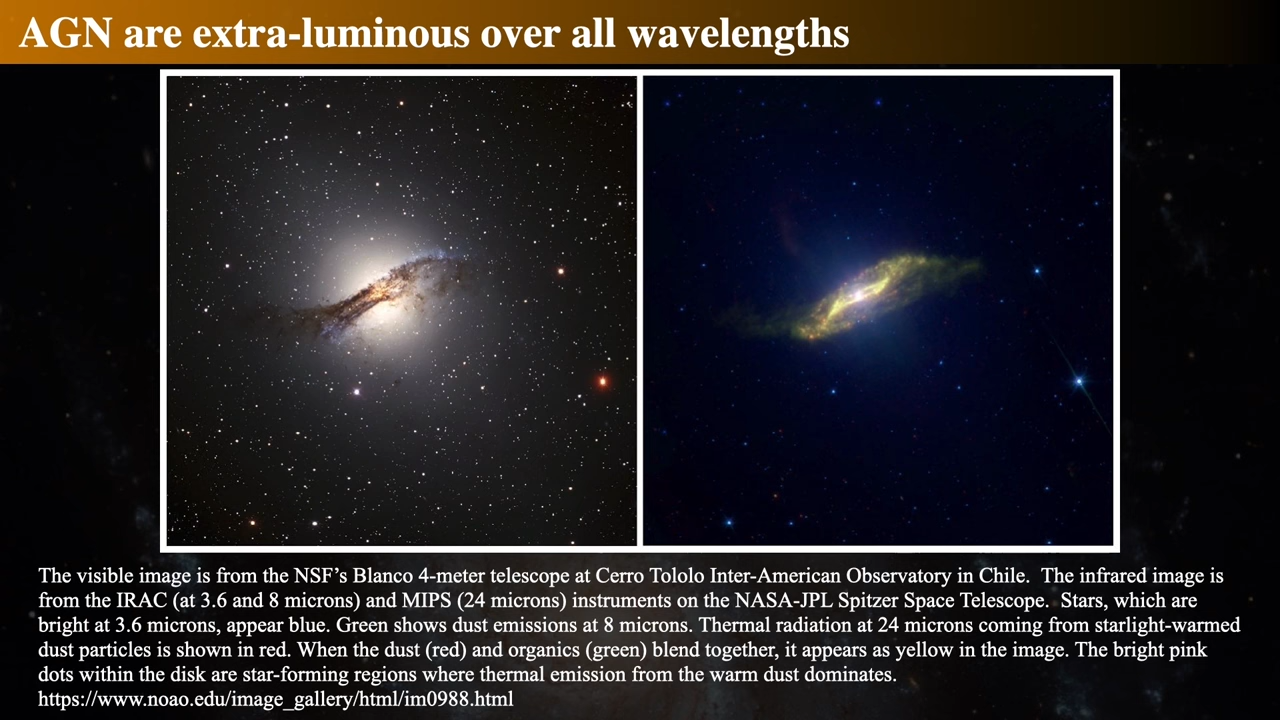 AGN are extra-luminous over all wavelengths
The visible image is from the NSF’s Blanco 4-meter telescope at Cerro Tololo Inter-American Observatory in Chile.  The infrared image is
from the IRAC (at 3.6 and 8 microns) and MIPS (24 microns) instruments on the NASA-JPL Spitzer Space Telescope.  Stars, which are
bright at 3.6 microns, appear blue. Green shows dust emissions at 8 microns. Thermal radiation at 24 microns coming from starlight-warmed
dust particles is shown in red. When the dust (red) and organics (green) blend together, it appears as yellow in the image. The bright pink
dots within the disk are star-forming regions where thermal emission from the warm dust dominates.
https://www.noao.edu/image_gallery/html/im0988.html